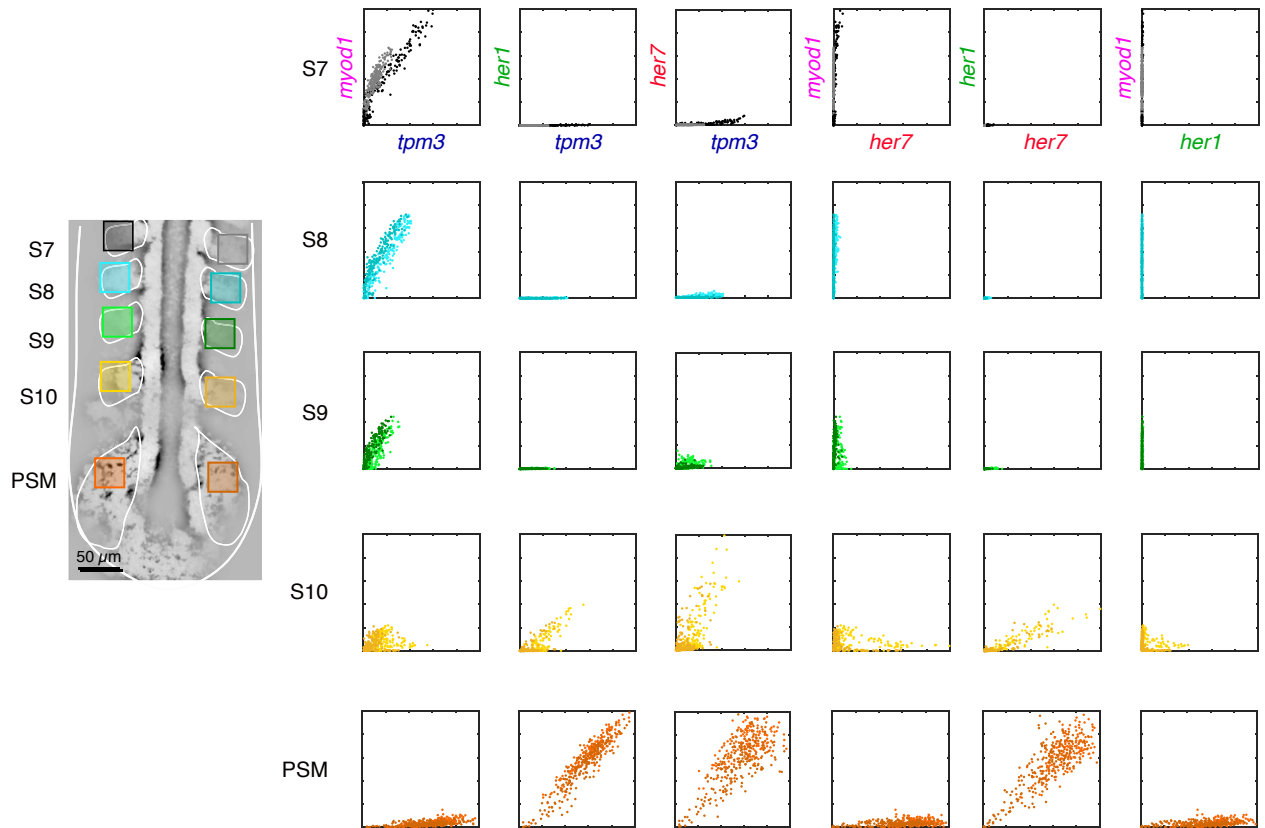 S7
myod1
her1
her7
myod1
her1
myod1
tpm3
tpm3
tpm3
her7
her7
her1
S8
S9
S10
PSM
S7
S8
S9
S10
PSM
50 µm